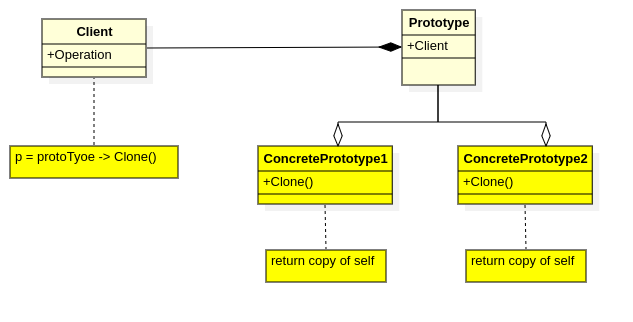 Client
+Operation
Prototype
+Client
p = protoTyoe -> Clone()
ConcretePrototype1
+Clone()
ConcretePrototype2
+Clone()
return copy of self
return copy of self